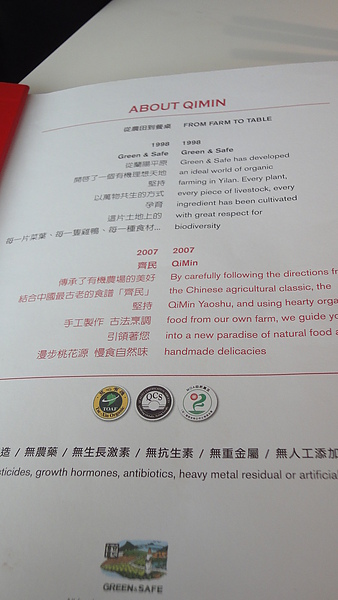 ABOUT QIMIN
從農田到餐桌 FROM FARM TO TABLE
1998
Green & Safe
從蘭陽平原
開啓了一個有機理想天地
堅持
以萬物共生的方式
孕育
這片土地上的
每一片菜葉、每一隻雞鴨、每一種食材...
1998
Green & Safe
Green & Safe has developed
an ideal world of organic
farming in Yilan. Every plant,
every piece of livestock, every
ingredient has been cultivated
with great respect for
biodiversity
2007
齊民
傳承了有機農場的美好
結合中國最古老的食譜「齊民」
堅持
手工製作 古法烹調
引領著您
漫步桃花源 慢食自然味
2007
QiMin
By carefully following the directions fr
the Chinese agricultural classic, the
QiMin Yaoshu, and using hearty orga
food from our own farm, we guide yo
into a new paradise of natural food a
handmade delicacies
TOAF
QCS
造 / 無農藥 / 無生長激素 / 無抗生素 / 無重金屬 / 無人工添加
sticides, growth hormones, antibiotics, heavy metal residual or artificial
GREEN & SAFE